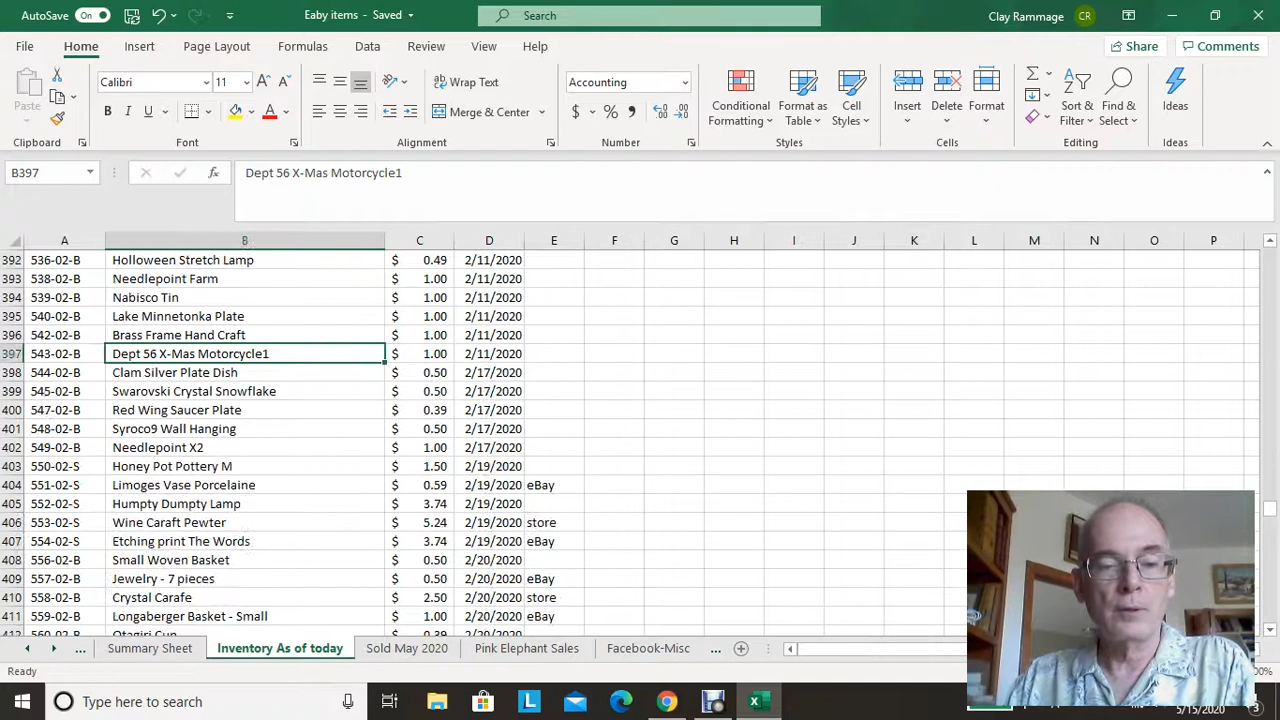 AutoSave On Eaby items - Saved Search Clay Rammage CR
File Home Insert Page Layout Formulas Data Review View Help Share Comments
Paste Calibri 11 A A Wrap Text Accounting Conditional Formatting Format as Table Cell Styles Insert Delete Format Sort & Filter Find & Select Ideas
B I U A Merge & Center $ % ,
Clipboard Font Alignment Number Styles Cells Editing Ideas
B397 fx Dept 56 X-Mas Motorcycle1
A B C D E F G H I J K L M N O P
392 536-02-B Holloween Stretch Lamp $ 0.49 2/11/2020
393 538-02-B Needlepoint Farm $ 1.00 2/11/2020
394 539-02-B Nabisco Tin $ 1.00 2/11/2020
395 540-02-B Lake Minnetonka Plate $ 1.00 2/11/2020
396 542-02-B Brass Frame Hand Craft $ 1.00 2/11/2020
397 543-02-B Dept 56 X-Mas Motorcycle1 $ 1.00 2/11/2020
398 544-02-B Clam Silver Plate Dish $ 0.50 2/17/2020
399 545-02-B Swarovski Crystal Snowflake $ 0.50 2/17/2020
400 547-02-B Red Wing Saucer Plate $ 0.39 2/17/2020
401 548-02-B Syroco9 Wall Hanging $ 0.50 2/17/2020
402 549-02-B Needlepoint X2 $ 1.00 2/17/2020
403 550-02-S Honey Pot Pottery M $ 1.50 2/19/2020
404 551-02-S Limoges Vase Porcelaine $ 0.59 2/19/2020 eBay
405 552-02-S Humpty Dumpty Lamp $ 3.74 2/19/2020
406 553-02-S Wine Caraft Pewter $ 5.24 2/19/2020 store
407 554-02-S Etching print The Words $ 3.74 2/19/2020 eBay
408 556-02-B Small Woven Basket $ 0.50 2/20/2020
409 557-02-B Jewelry - 7 pieces $ 0.50 2/20/2020 eBay
410 558-02-B Crystal Carafe $ 2.50 2/20/2020 store
411 559-02-B Longaberger Basket - Small $ 1.00 2/20/2020 eBay
412 560-02-B Otagiri Cup $ 0.39 2/20/2020
... Summary Sheet Inventory As of today Sold May 2020 Pink Elephant Sales Facebook-Misc ...
Ready
Type here to search L 5/15/2020 3